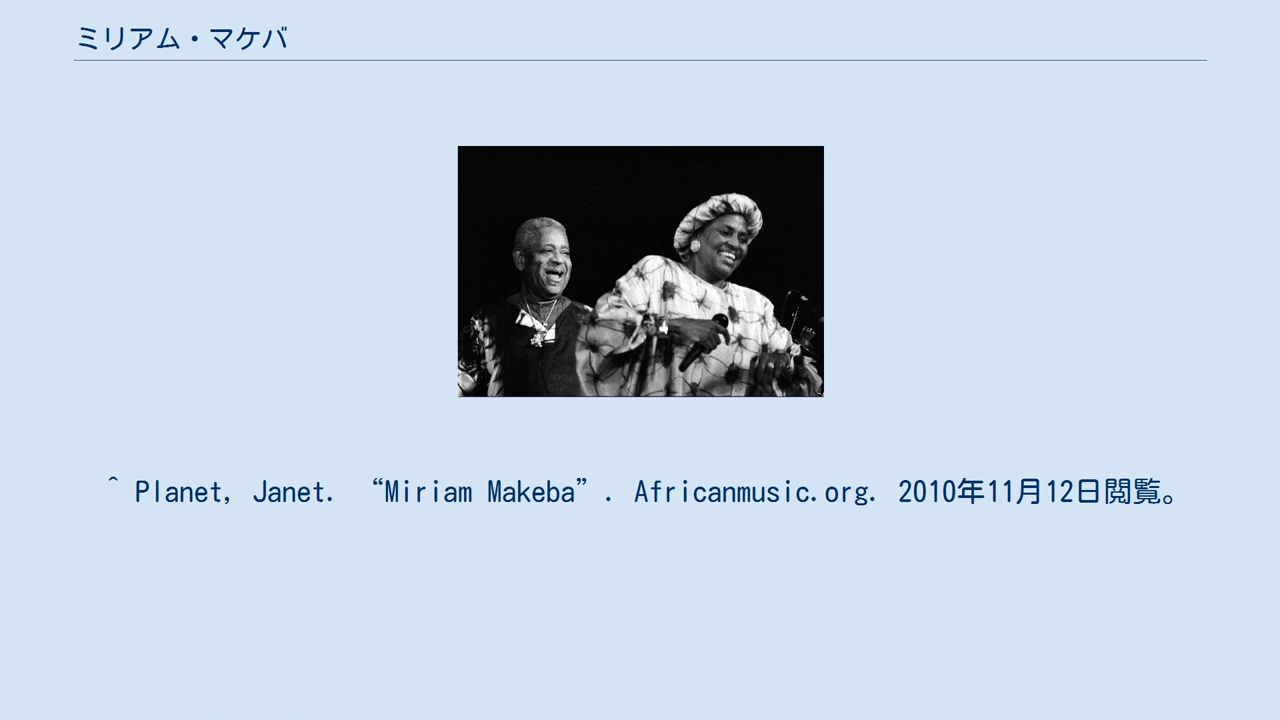 ミリアム・マケバ
^ Planet, Janet. “Miriam Makeba”. Africanmusic.org. 2010年11月12日閲覧。